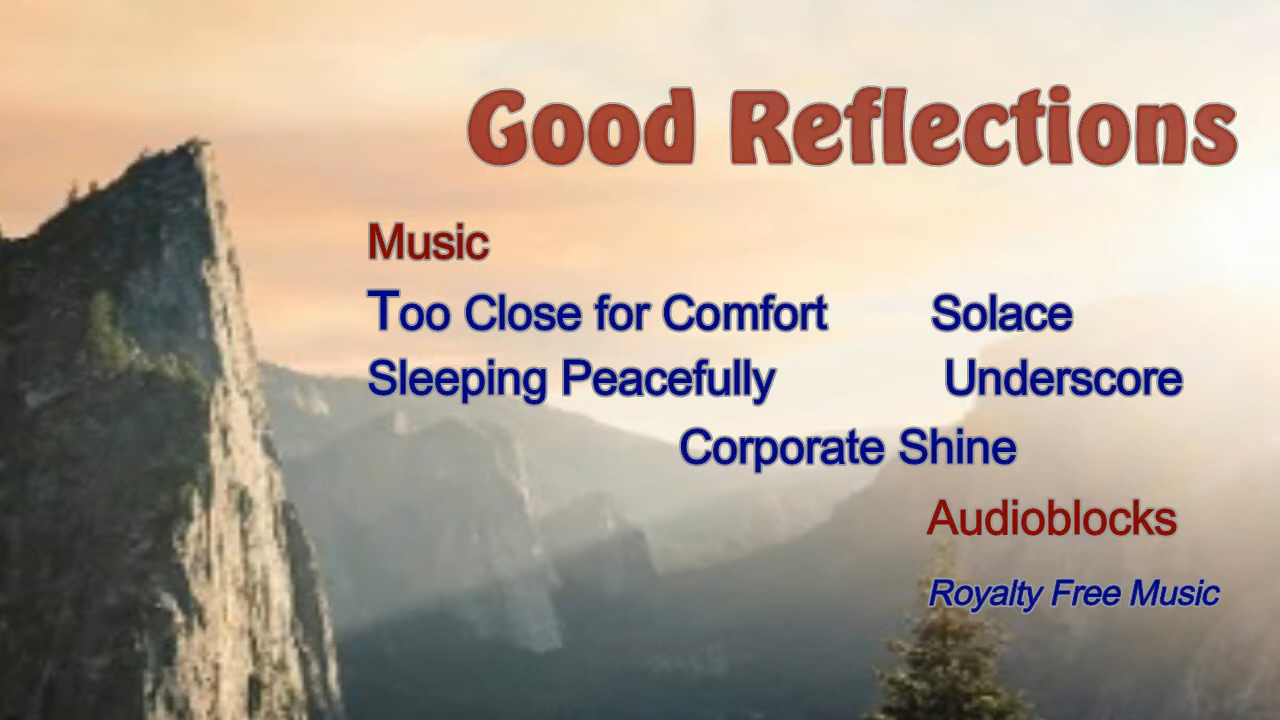 Good Reflections
Music
Too Close for Comfort Solace
Sleeping Peacefully Underscore
Corporate Shine
Audioblocks
Royalty Free Music